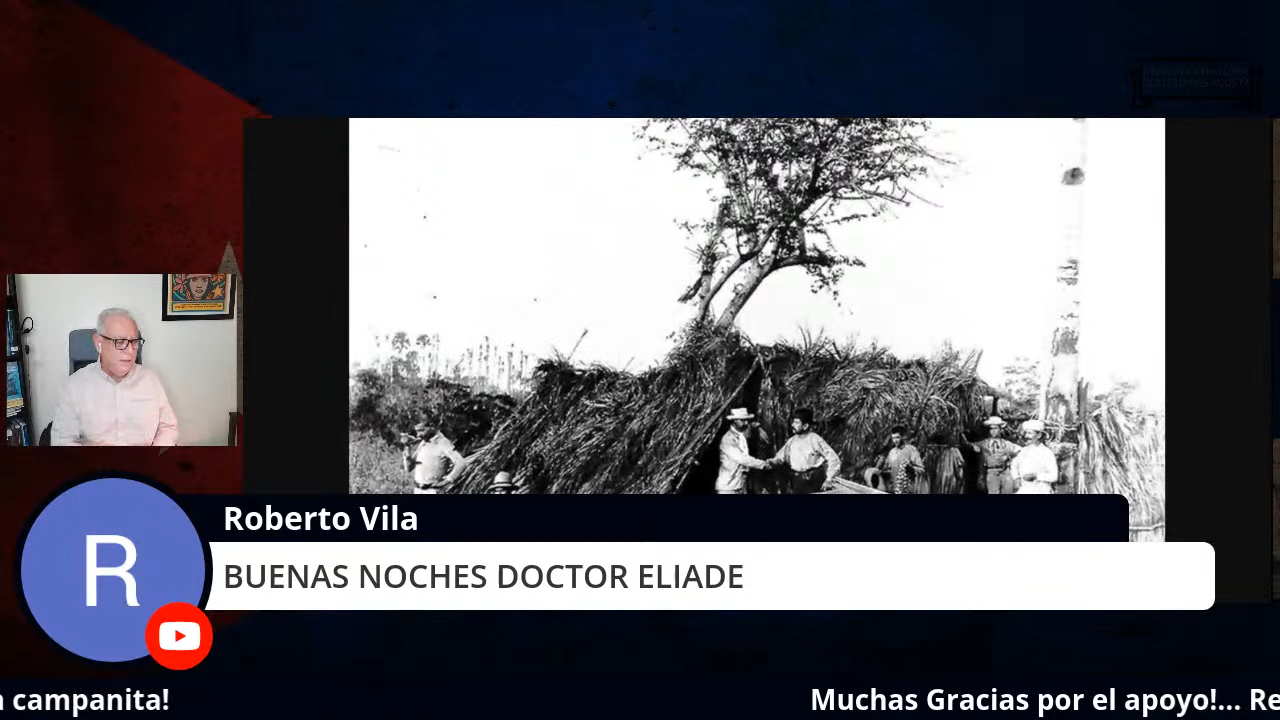 Roberto Vila
R
BUENAS NOCHES DOCTOR ELIADE
a campanita!
Muchas Gracias por el apoyo!... Re